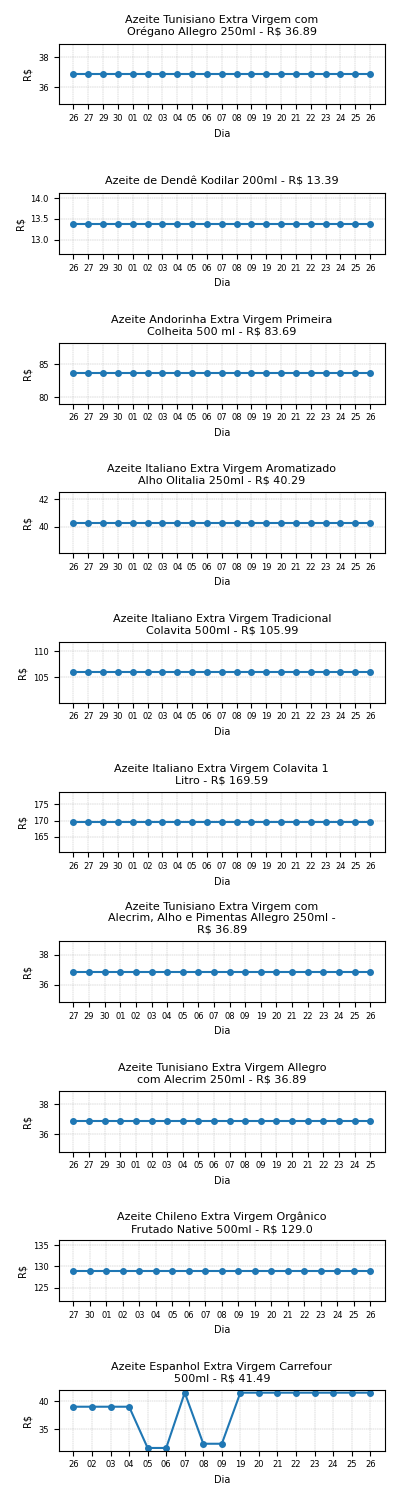 Azeite Tunisiano Extra Virgem com
Orégano Allegro 250ml - R$ 36.89
38
36
R$
26 27 29 30 01 02 03 04 05 06 07 08 09 19 20 21 22 23 24 25 26
Dia
Azeite de Dendê Kodilar 200ml - R$ 13.39
14.0
13.5
13.0
R$
26 27 29 30 01 02 03 04 05 06 07 08 09 19 20 21 22 23 24 25 26
Dia
Azeite Andorinha Extra Virgem Primeira
Colheita 500 ml - R$ 83.69
85
80
R$
26 27 29 30 01 02 03 04 05 06 07 08 09 19 20 21 22 23 24 25 26
Dia
Azeite Italiano Extra Virgem Aromatizado
Alho Olitalia 250ml - R$ 40.29
42
40
R$
26 27 29 30 01 02 03 04 05 06 07 08 09 19 20 21 22 23 24 25 26
Dia
Azeite Italiano Extra Virgem Tradicional
Colavita 500ml - R$ 105.99
110
105
R$
26 27 29 30 01 02 03 04 05 06 07 08 09 19 20 21 22 23 24 25 26
Dia
Azeite Italiano Extra Virgem Colavita 1
Litro - R$ 169.59
175
170
165
R$
26 27 29 30 01 02 03 04 05 06 07 08 09 19 20 21 22 23 24 25 26
Dia
Azeite Tunisiano Extra Virgem com
Alecrim, Alho e Pimentas Allegro 250ml -
R$ 36.89
38
36
R$
27 29 30 01 02 03 04 05 06 07 08 09 19 20 21 22 23 24 25 26
Dia
Azeite Tunisiano Extra Virgem Allegro
com Alecrim 250ml - R$ 36.89
38
36
R$
26 27 29 30 01 02 03 04 05 06 07 08 09 19 20 21 22 23 24 25
Dia
Azeite Chileno Extra Virgem Orgânico
Frutado Native 500ml - R$ 129.0
135
130
125
R$
27 30 01 02 03 04 05 06 07 08 09 19 20 21 22 23 24 25 26
Dia
Azeite Espanhol Extra Virgem Carrefour
500ml - R$ 41.49
40
35
R$
26 02 03 04 05 06 07 08 09 19 20 21 22 23 24 25 26
Dia